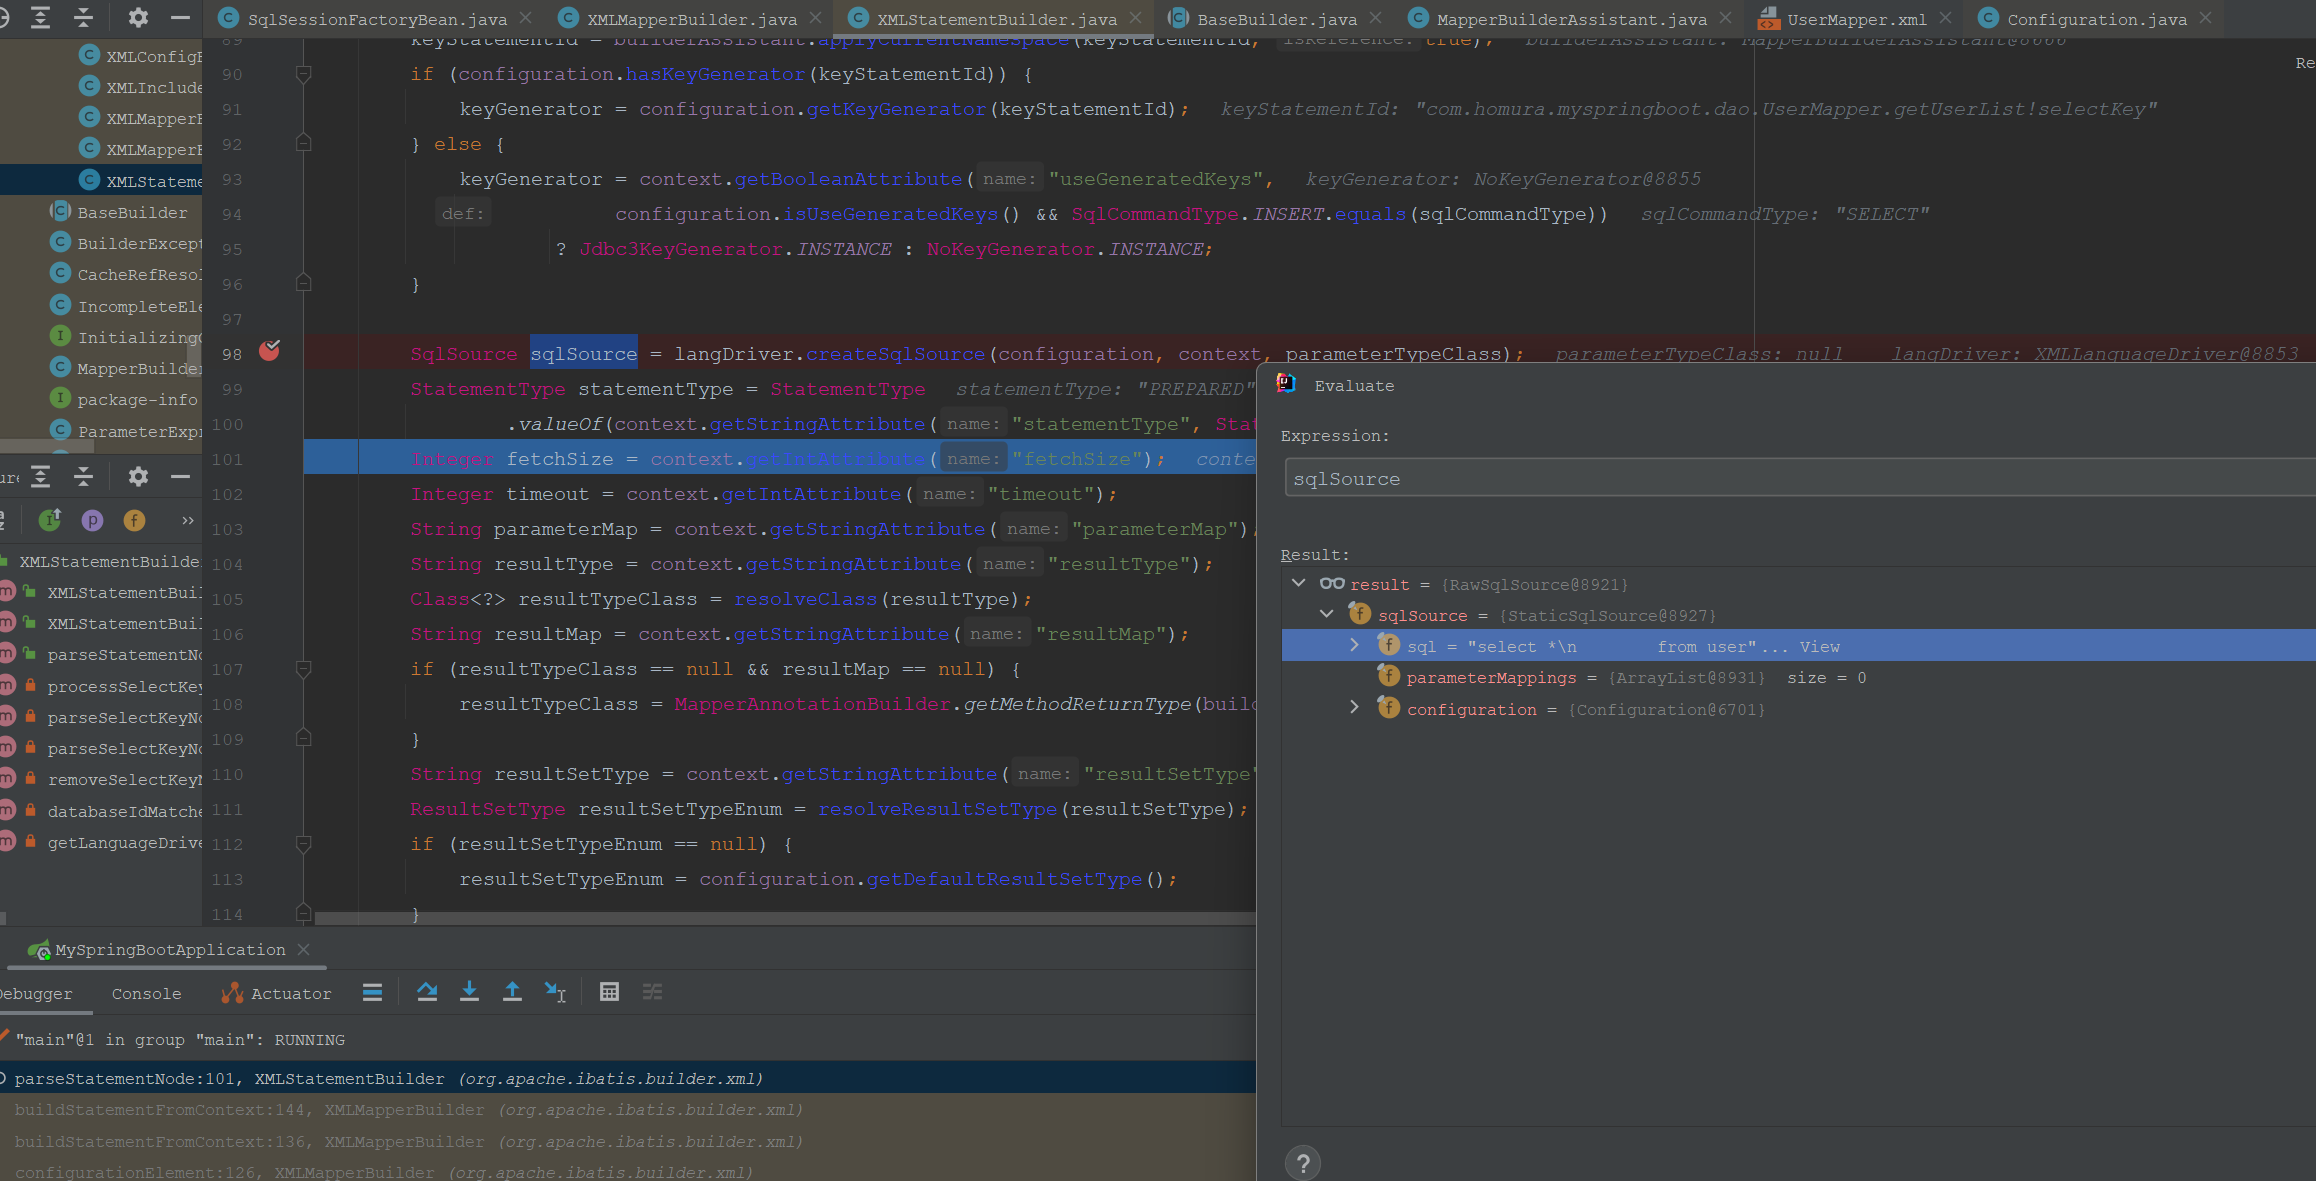 SqlSessionFactoryBean.java XMLMapperBuilder.java XMLStatementBuilder.java BaseBuilder.java MapperBuilderAssistant.java UserMapper.xml Configuration.java
XMLConfigB
XMLInclude
XMLMapperB
XMLMapperE
XMLStateme
BaseBuilder
BuilderExcept
CacheRefResol
IncompleteEle
Initializing
MapperBuilder
package-info
ParameterExpr
89 keyStatementId = builderAssistant.applyCurrentNamespace(keyStatementId, isReference: true); builderAssistant: MapperBuilderAssistant@8666
Re
90 if (configuration.hasKeyGenerator(keyStatementId)) {
91 keyGenerator = configuration.getKeyGenerator(keyStatementId); keyStatementId: "com.homura.myspringboot.dao.UserMapper.getUserList!selectKey"
92 } else {
93 keyGenerator = context.getBooleanAttribute( name: "useGeneratedKeys", keyGenerator: NoKeyGenerator@8855
94 def: configuration.isUseGeneratedKeys() && SqlCommandType.INSERT.equals(sqlCommandType)) sqlCommandType: "SELECT"
95 ? Jdbc3KeyGenerator.INSTANCE : NoKeyGenerator.INSTANCE;
96 }
97
98 SqlSource sqlSource = langDriver.createSqlSource(configuration, context, parameterTypeClass); parameterTypeClass: null langDriver: XMLLanguageDriver@8853
99 StatementType statementType = StatementType statementType: "PREPARED"
100 .valueOf(context.getStringAttribute( name: "statementType", Stat
101 Integer fetchSize = context.getIntAttribute( name: "fetchSize"); conte
102 Integer timeout = context.getIntAttribute( name: "timeout");
103 String parameterMap = context.getStringAttribute( name: "parameterMap");
104 String resultType = context.getStringAttribute( name: "resultType");
105 Class<?> resultTypeClass = resolveClass(resultType);
106 String resultMap = context.getStringAttribute( name: "resultMap");
107 if (resultTypeClass == null && resultMap == null) {
108 resultTypeClass = MapperAnnotationBuilder.getMethodReturnType(build
109 }
110 String resultSetType = context.getStringAttribute( name: "resultSetType"
111 ResultSetType resultSetTypeEnum = resolveResultSetType(resultSetType);
112 if (resultSetTypeEnum == null) {
113 resultSetTypeEnum = configuration.getDefaultResultSetType();
114 }
XMLStatementBuilde
XMLStatementBuil
XMLStatementBuil
parseStatementNo
processSelectKey
parseSelectKeyNo
parseSelectKeyNo
removeSelectKeyN
databaseIdMatche
getLanguageDrive
Evaluate
Expression:
sqlSource
Result:
result = {RawSqlSource@8921}
sqlSource = {StaticSqlSource@8927}
sql = "select *\n from user"... View
parameterMappings = {ArrayList@8931} size = 0
configuration = {Configuration@6701}
?
MySpringBootApplication
Debugger Console Actuator
"main"@1 in group "main": RUNNING
parseStatementNode:101, XMLStatementBuilder (org.apache.ibatis.builder.xml)
buildStatementFromContext:144, XMLMapperBuilder (org.apache.ibatis.builder.xml)
buildStatementFromContext:136, XMLMapperBuilder (org.apache.ibatis.builder.xml)
configurationElement:126, XMLMapperBuilder (org.apache.ibatis.builder.xml)